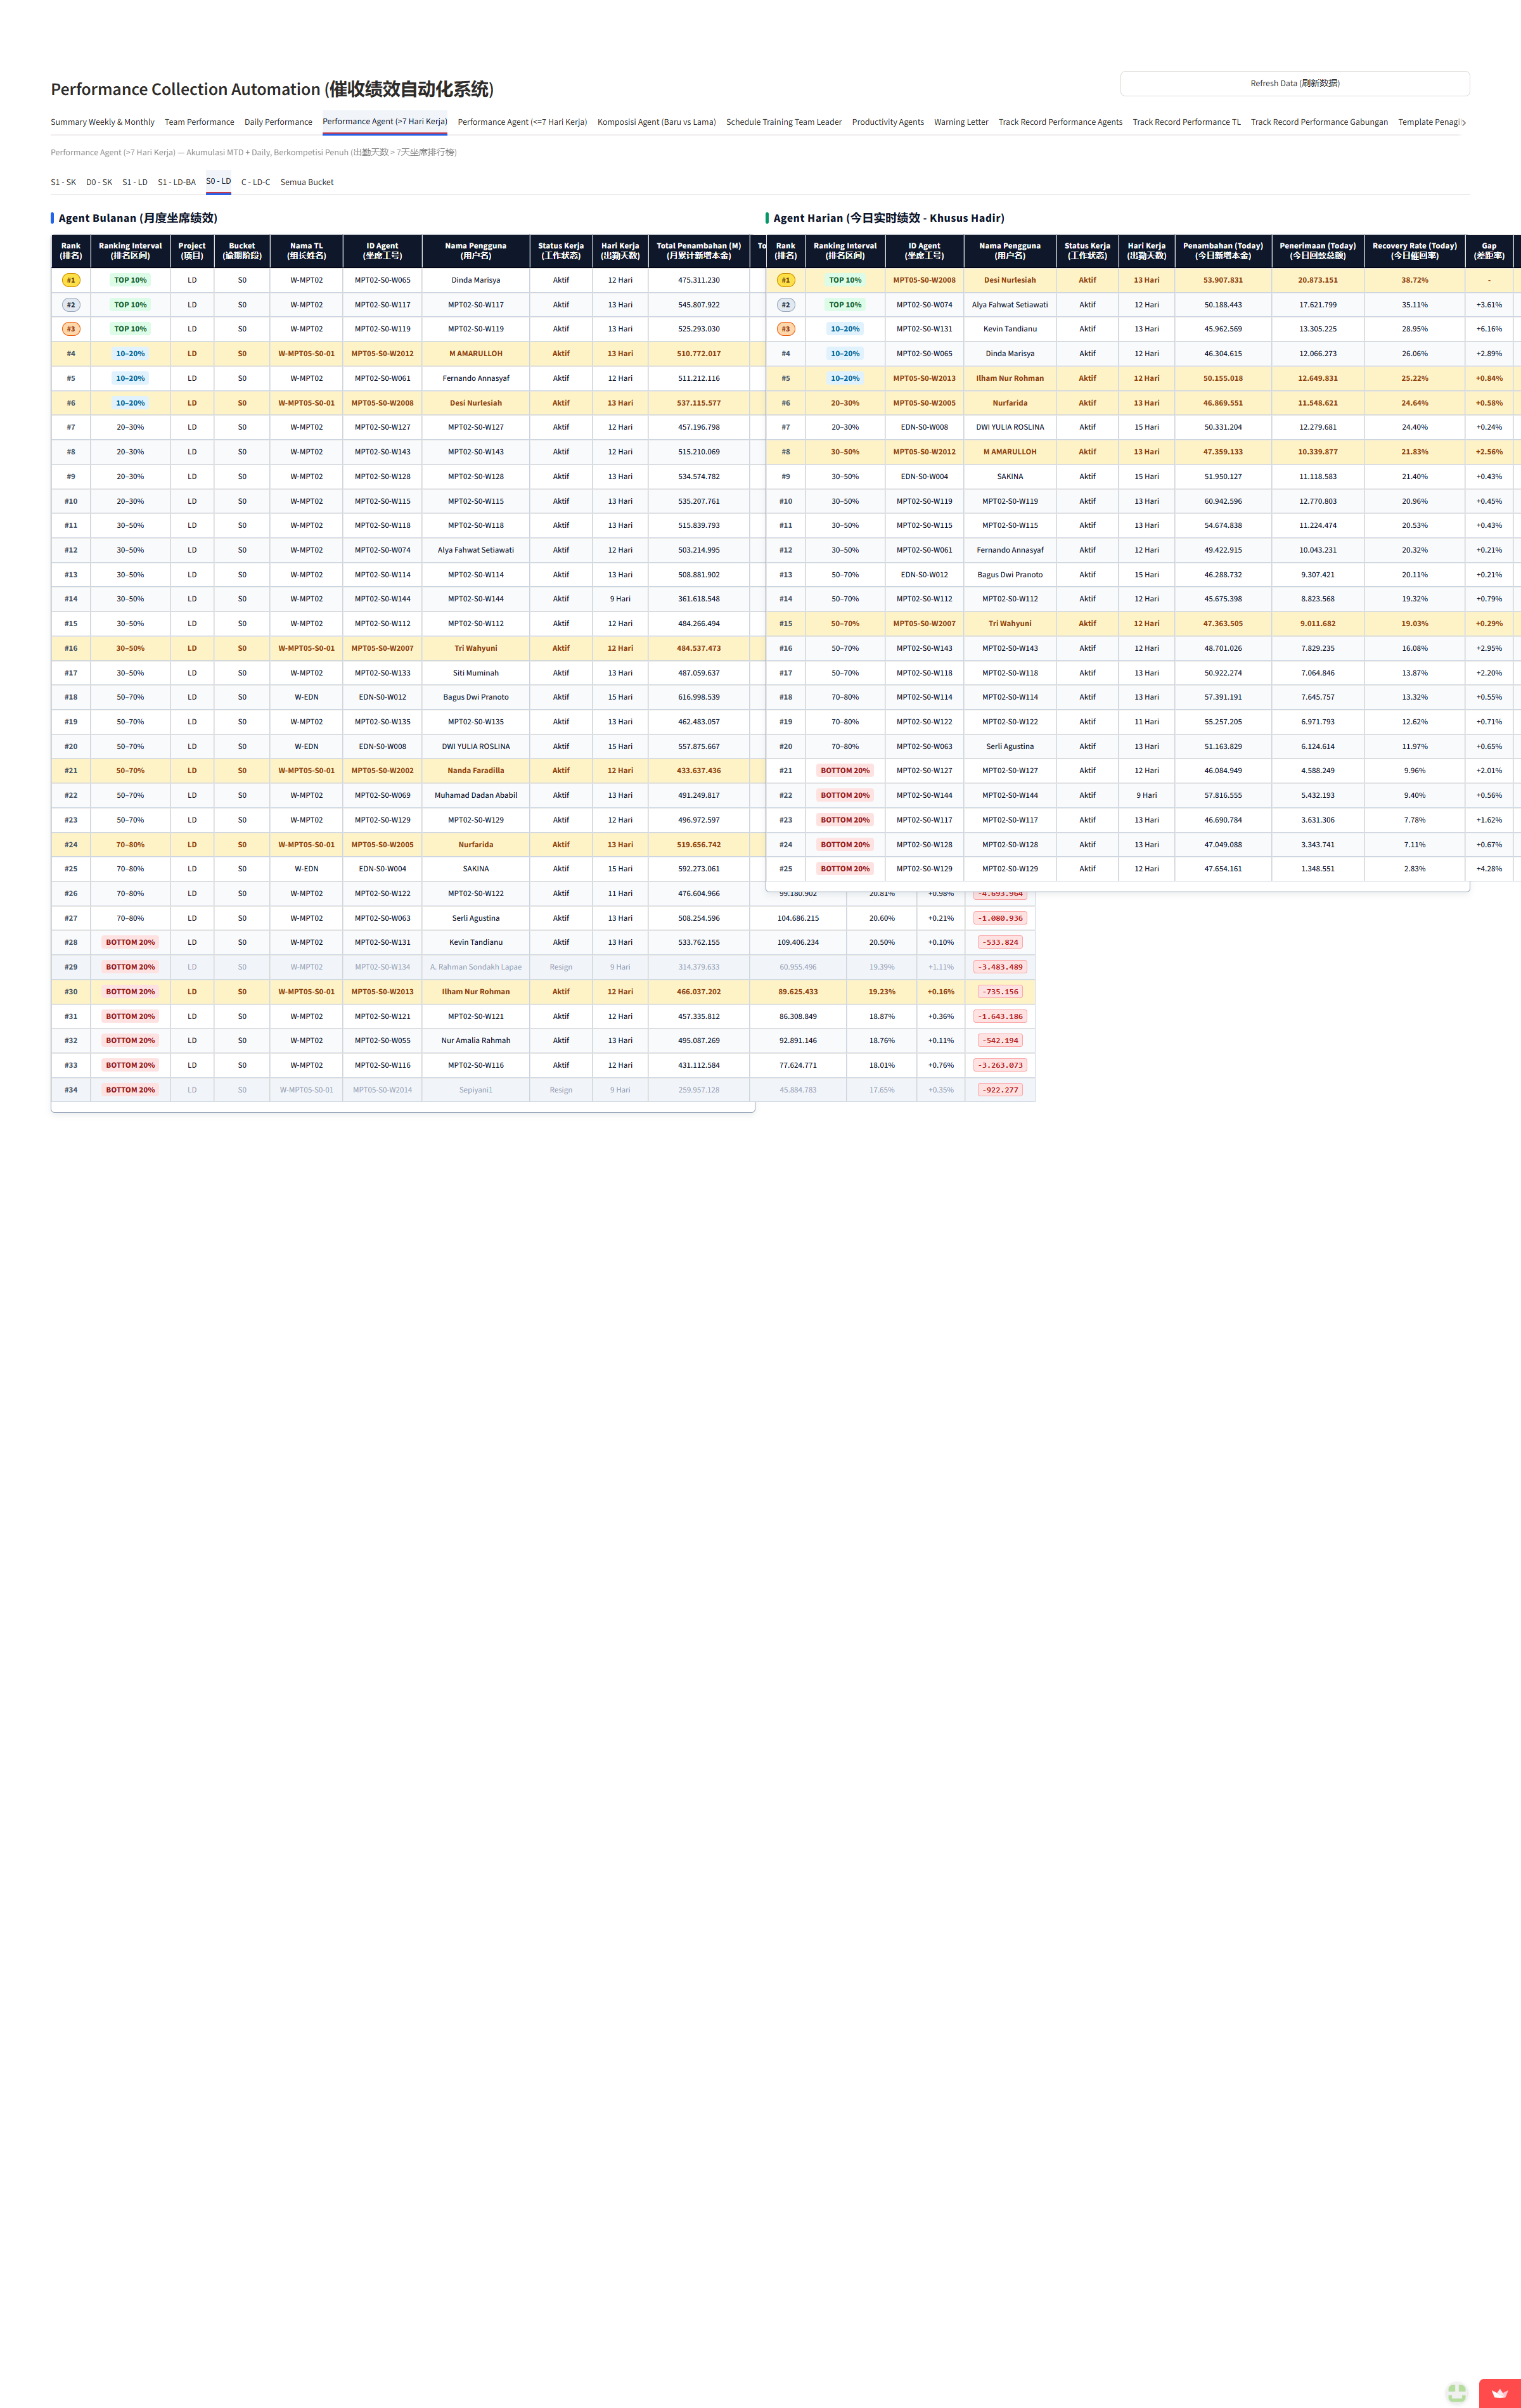 Performance Collection Automation (催收绩效自动化系统)
Refresh Data (刷新数据)
Summary Weekly & Monthly Team Performance Daily Performance Performance Agent (>7 Hari Kerja) Performance Agent (<=7 Hari Kerja) Komposisi Agent (Baru vs Lama) Schedule Training Team Leader Productivity Agents Warning Letter Track Record Performance Agents Track Record Performance TL Track Record Performance Gabungan Template
Performance Agent (>7 Hari Kerja) — Akumulasi MTD + Daily, Berkompetisi Penuh (出勤天数 > 7天坐席排行榜)
S1 - SK D0 - SK S1 - LD S1 - LD-BA S0 - LD C - LD-C Semua Bucket
Agent Bulanan (月度坐席绩效)
Rank Ranking Interval Project Bucket Nama TL ID Agent Nama Pengguna Status Kerja Hari Kerja Total Penambahan (M)
(排名) (排名区间) (项目) (逾期阶段) (组长姓名) (坐席工号) (用户名) (工作状态) (出勤天数) (月累计新增本金)
#1 TOP 10% LD S0 W-MPT02 MPT02-S0-W065 Dinda Marisya Aktif 12 Hari 475.311.230
#2 TOP 10% LD S0 W-MPT02 MPT02-S0-W117 MPT02-S0-W117 Aktif 13 Hari 545.807.922
#3 TOP 10% LD S0 W-MPT02 MPT02-S0-W119 MPT02-S0-W119 Aktif 13 Hari 525.293.030
#4 10–20% LD S0 W-MPT05-S0-01 MPT05-S0-W2012 M AMARULLOH Aktif 13 Hari 510.772.017
#5 10–20% LD S0 W-MPT02 MPT02-S0-W061 Fernando Annasyaf Aktif 12 Hari 511.212.116
#6 10–20% LD S0 W-MPT05-S0-01 MPT05-S0-W2008 Desi Nurlesiah Aktif 13 Hari 537.115.577
#7 20–30% LD S0 W-MPT02 MPT02-S0-W127 MPT02-S0-W127 Aktif 12 Hari 457.196.798
#8 20–30% LD S0 W-MPT02 MPT02-S0-W143 MPT02-S0-W143 Aktif 12 Hari 515.210.069
#9 20–30% LD S0 W-MPT02 MPT02-S0-W128 MPT02-S0-W128 Aktif 13 Hari 534.574.782
#10 20–30% LD S0 W-MPT02 MPT02-S0-W115 MPT02-S0-W115 Aktif 13 Hari 535.207.761
#11 30–50% LD S0 W-MPT02 MPT02-S0-W118 MPT02-S0-W118 Aktif 13 Hari 515.839.793
#12 30–50% LD S0 W-MPT02 MPT02-S0-W074 Alya Fahwat Setiawati Aktif 12 Hari 503.214.995
#13 30–50% LD S0 W-MPT02 MPT02-S0-W114 MPT02-S0-W114 Aktif 13 Hari 508.881.902
#14 30–50% LD S0 W-MPT02 MPT02-S0-W144 MPT02-S0-W144 Aktif 9 Hari 361.618.548
#15 30–50% LD S0 W-MPT02 MPT02-S0-W112 MPT02-S0-W112 Aktif 12 Hari 484.266.494
#16 30–50% LD S0 W-MPT05-S0-01 MPT05-S0-W2007 Tri Wahyuni Aktif 12 Hari 484.537.473
#17 30–50% LD S0 W-MPT02 MPT02-S0-W133 Siti Muminah Aktif 13 Hari 487.059.637
#18 50–70% LD S0 W-EDN EDN-S0-W012 Bagus Dwi Pranoto Aktif 15 Hari 616.998.539
#19 50–70% LD S0 W-MPT02 MPT02-S0-W135 MPT02-S0-W135 Aktif 12 Hari 462.483.057
#20 50–70% LD S0 W-EDN EDN-S0-W008 DWI YULIA ROSLINA Aktif 15 Hari 557.875.667
#21 50–70% LD S0 W-MPT05-S0-01 MPT05-S0-W2002 Nanda Faradilla Aktif 12 Hari 433.637.436
#22 50–70% LD S0 W-MPT02 MPT02-S0-W069 Muhamad Dadan Ababil Aktif 13 Hari 491.249.817
#23 50–70% LD S0 W-MPT02 MPT02-S0-W129 MPT02-S0-W129 Aktif 12 Hari 496.972.597
#24 70–80% LD S0 W-MPT05-S0-01 MPT05-S0-W2005 Nurfarida Aktif 13 Hari 519.656.742
#25 70–80% LD S0 W-EDN EDN-S0-W004 SAKINA Aktif 15 Hari 592.273.061
#26 70–80% LD S0 W-MPT02 MPT02-S0-W122 MPT02-S0-W122 Aktif 11 Hari 476.604.966 99.180.902 20.81% +0.98% -4.693.964
#27 70–80% LD S0 W-MPT02 MPT02-S0-W063 Serli Agustina Aktif 13 Hari 508.254.596 104.686.215 20.60% +0.21% -1.080.936
#28 BOTTOM 20% LD S0 W-MPT02 MPT02-S0-W131 Kevin Tandianu Aktif 13 Hari 533.762.155 109.406.234 20.50% +0.10% -533.824
#29 BOTTOM 20% LD S0 W-MPT02 MPT02-S0-W134 A. Rahman Sondakh Lapae Resign 9 Hari 314.379.633 60.955.496 19.39% +1.11% -3.483.489
#30 BOTTOM 20% LD S0 W-MPT05-S0-01 MPT05-S0-W2013 Ilham Nur Rohman Aktif 12 Hari 466.037.202 89.625.433 19.23% +0.16% -735.156
#31 BOTTOM 20% LD S0 W-MPT02 MPT02-S0-W121 MPT02-S0-W121 Aktif 12 Hari 457.335.812 86.308.849 18.87% +0.36% -1.643.186
#32 BOTTOM 20% LD S0 W-MPT02 MPT02-S0-W055 Nur Amalia Rahmah Aktif 13 Hari 495.087.269 92.891.146 18.76% +0.11% -542.194
#33 BOTTOM 20% LD S0 W-MPT02 MPT02-S0-W116 MPT02-S0-W116 Aktif 12 Hari 431.112.584 77.624.771 18.01% +0.76% -3.263.073
#34 BOTTOM 20% LD S0 W-MPT05-S0-01 MPT05-S0-W2014 Sepiyani1 Resign 9 Hari 259.957.128 45.884.783 17.65% +0.35% -922.277
Agent Harian (今日实时绩效 - Khusus Hadir)
Rank Ranking Interval ID Agent Nama Pengguna Status Kerja Hari Kerja Penambahan (Today) Penerimaan (Today) Recovery Rate (Today) Gap
(排名) (排名区间) (坐席工号) (用户名) (工作状态) (出勤天数) (今日新增本金) (今日回款总额) (今日催回率) (差距率)
#1 TOP 10% MPT05-S0-W2008 Desi Nurlesiah Aktif 13 Hari 53.907.831 20.873.151 38.72% -
#2 TOP 10% MPT02-S0-W074 Alya Fahwat Setiawati Aktif 12 Hari 50.188.443 17.621.799 35.11% +3.61%
#3 10–20% MPT02-S0-W131 Kevin Tandianu Aktif 13 Hari 45.962.569 13.305.225 28.95% +6.16%
#4 10–20% MPT02-S0-W065 Dinda Marisya Aktif 12 Hari 46.304.615 12.066.273 26.06% +2.89%
#5 10–20% MPT05-S0-W2013 Ilham Nur Rohman Aktif 12 Hari 50.155.018 12.649.831 25.22% +0.84%
#6 20–30% MPT05-S0-W2005 Nurfarida Aktif 13 Hari 46.869.551 11.548.621 24.64% +0.58%
#7 20–30% EDN-S0-W008 DWI YULIA ROSLINA Aktif 15 Hari 50.331.204 12.279.681 24.40% +0.24%
#8 30–50% MPT05-S0-W2012 M AMARULLOH Aktif 13 Hari 47.359.133 10.339.877 21.83% +2.56%
#9 30–50% EDN-S0-W004 SAKINA Aktif 15 Hari 51.950.127 11.118.583 21.40% +0.43%
#10 30–50% MPT02-S0-W119 MPT02-S0-W119 Aktif 13 Hari 60.942.596 12.770.803 20.96% +0.45%
#11 30–50% MPT02-S0-W115 MPT02-S0-W115 Aktif 13 Hari 54.674.838 11.224.474 20.53% +0.43%
#12 30–50% MPT02-S0-W061 Fernando Annasyaf Aktif 12 Hari 49.422.915 10.043.231 20.32% +0.21%
#13 50–70% EDN-S0-W012 Bagus Dwi Pranoto Aktif 15 Hari 46.288.732 9.307.421 20.11% +0.21%
#14 50–70% MPT02-S0-W112 MPT02-S0-W112 Aktif 12 Hari 45.675.398 8.823.568 19.32% +0.79%
#15 50–70% MPT05-S0-W2007 Tri Wahyuni Aktif 12 Hari 47.363.505 9.011.682 19.03% +0.29%
#16 50–70% MPT02-S0-W143 MPT02-S0-W143 Aktif 12 Hari 48.701.026 7.829.235 16.08% +2.95%
#17 50–70% MPT02-S0-W118 MPT02-S0-W118 Aktif 13 Hari 50.922.274 7.064.846 13.87% +2.20%
#18 70–80% MPT02-S0-W114 MPT02-S0-W114 Aktif 13 Hari 57.391.191 7.645.757 13.32% +0.55%
#19 70–80% MPT02-S0-W122 MPT02-S0-W122 Aktif 11 Hari 55.257.205 6.971.793 12.62% +0.71%
#20 70–80% MPT02-S0-W063 Serli Agustina Aktif 13 Hari 51.163.829 6.124.614 11.97% +0.65%
#21 BOTTOM 20% MPT02-S0-W127 MPT02-S0-W127 Aktif 12 Hari 46.084.949 4.588.249 9.96% +2.01%
#22 BOTTOM 20% MPT02-S0-W144 MPT02-S0-W144 Aktif 9 Hari 57.816.555 5.432.193 9.40% +0.56%
#23 BOTTOM 20% MPT02-S0-W117 MPT02-S0-W117 Aktif 13 Hari 46.690.784 3.631.306 7.78% +1.62%
#24 BOTTOM 20% MPT02-S0-W128 MPT02-S0-W128 Aktif 13 Hari 47.049.088 3.343.741 7.11% +0.67%
#25 BOTTOM 20% MPT02-S0-W129 MPT02-S0-W129 Aktif 12 Hari 47.654.161 1.348.551 2.83% +4.28%